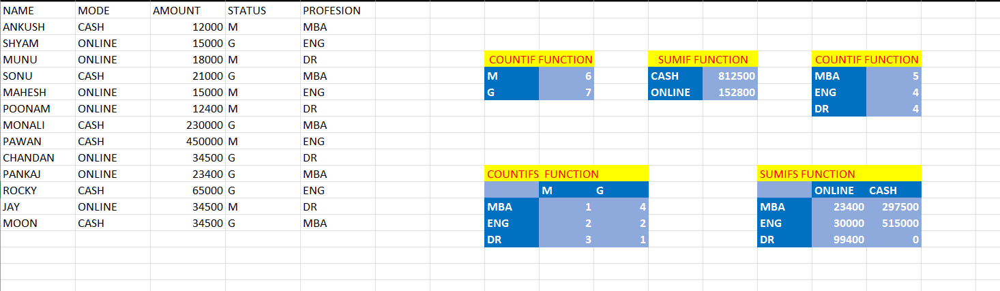 NAME MODE AMOUNT STATUS PROFESION
ANKUSH CASH 12000 M MBA
SHYAM ONLINE 15000 G ENG
MUNU ONLINE 18000 M DR COUNTIF FUNCTION SUMIF FUNCTION COUNTIF FUNCTION
SONU CASH 21000 G MBA M 6 CASH 812500 MBA 5
MAHESH ONLINE 15000 M ENG G 7 ONLINE 152800 ENG 4
POONAM ONLINE 12400 M DR DR 4
MONALI CASH 230000 G MBA
PAWAN CASH 450000 M ENG
CHANDAN ONLINE 34500 G DR
PANKAJ ONLINE 23400 G MBA COUNTIFS FUNCTION SUMIFS FUNCTION
ROCKY CASH 65000 G ENG M G ONLINE CASH
JAY ONLINE 34500 M DR MBA 1 4 MBA 23400 297500
MOON CASH 34500 G MBA ENG 2 2 ENG 30000 515000
DR 3 1 DR 99400 0